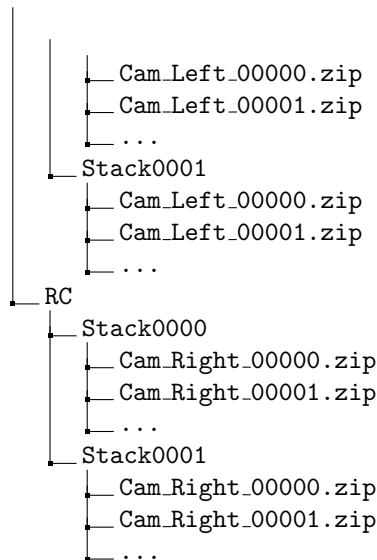 Cam_Left_00000.zip
Cam_Left_00001.zip
...
Stack0001
Cam_Left_00000.zip
Cam_Left_00001.zip
...
RC
Stack0000
Cam_Right_00000.zip
Cam_Right_00001.zip
...
Stack0001
Cam_Right_00000.zip
Cam_Right_00001.zip
...